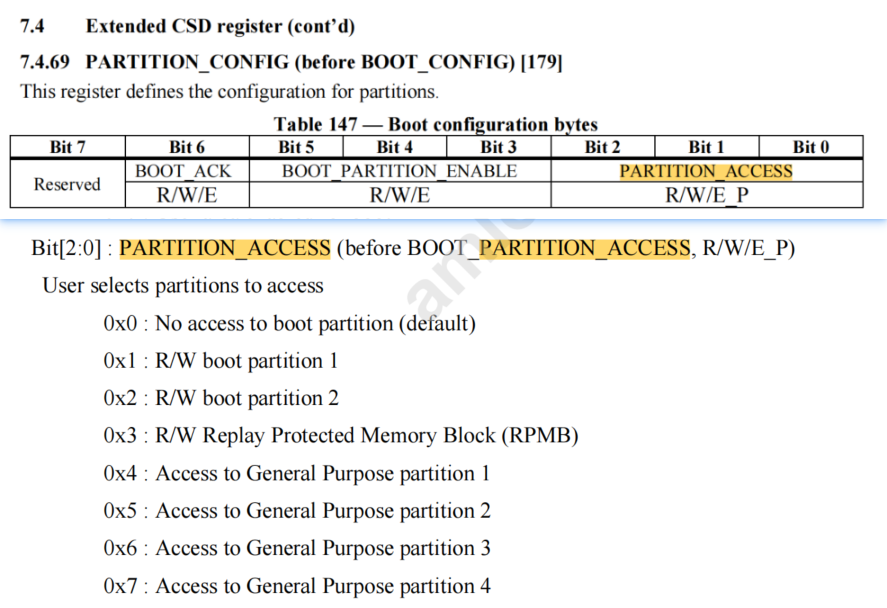 7.4 Extended CSD register (cont’d)
7.4.69 PARTITION_CONFIG (before BOOT_CONFIG) [179]
This register defines the configuration for partitions.
Table 147 — Boot configuration bytes
Bit 7 Bit 6 Bit 5 Bit 4 Bit 3 Bit 2 Bit 1 Bit 0
Reserved BOOT_ACK BOOT_PARTITION_ENABLE PARTITION_ACCESS
R/W/E R/W/E R/W/E_P
Bit[2:0] : PARTITION_ACCESS (before BOOT_PARTITION_ACCESS, R/W/E_P)
User selects partitions to access
0x0 : No access to boot partition (default)
0x1 : R/W boot partition 1
0x2 : R/W boot partition 2
0x3 : R/W Replay Protected Memory Block (RPMB)
0x4 : Access to General Purpose partition 1
0x5 : Access to General Purpose partition 2
0x6 : Access to General Purpose partition 3
0x7 : Access to General Purpose partition 4